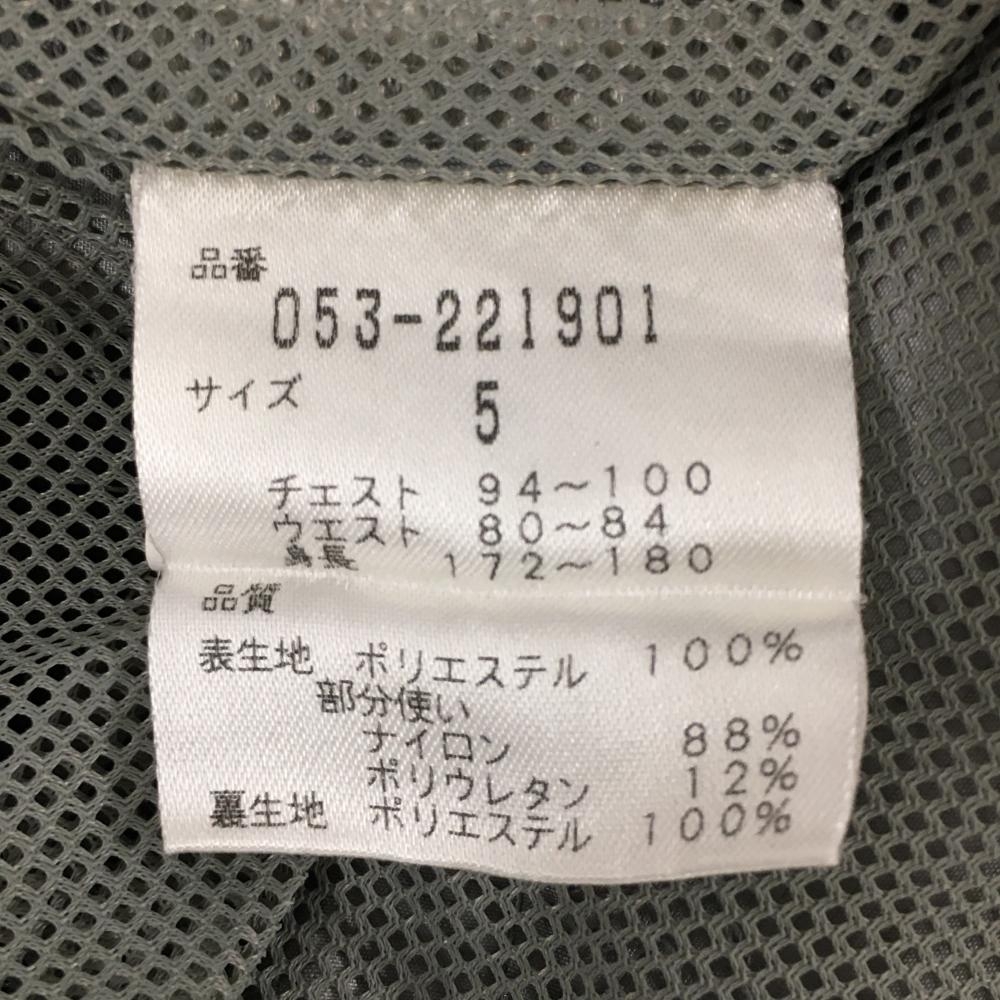 品番
053-221901
サイズ 5
チエスト 94～100
ウエスト 80～84
身長 172～180
品質
表生地 ポリエステル 100%
部分使い
ナイロン 88%
ポリウレタン 12%
裏生地 ポリエステル 100%